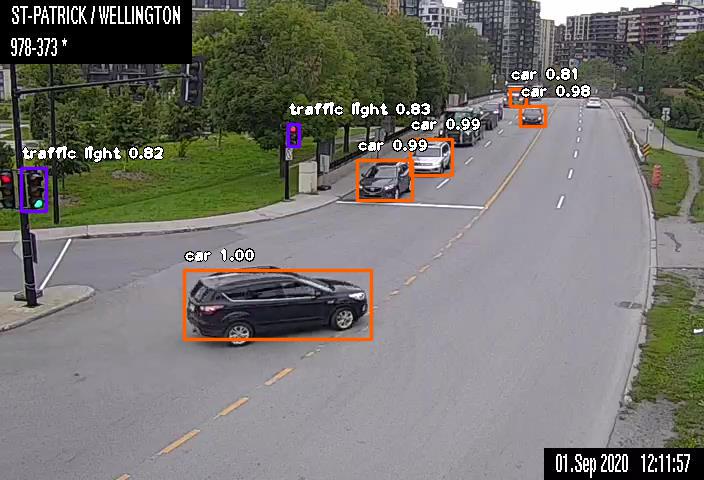 ST-PATRICK / WELLINGTON
978-373 *
car 0.81
car 0.98
traffic light 0.83
car 0.99
car 0.99
traffic light 0.82
car 1.00
01.Sep 2020 12:11:57